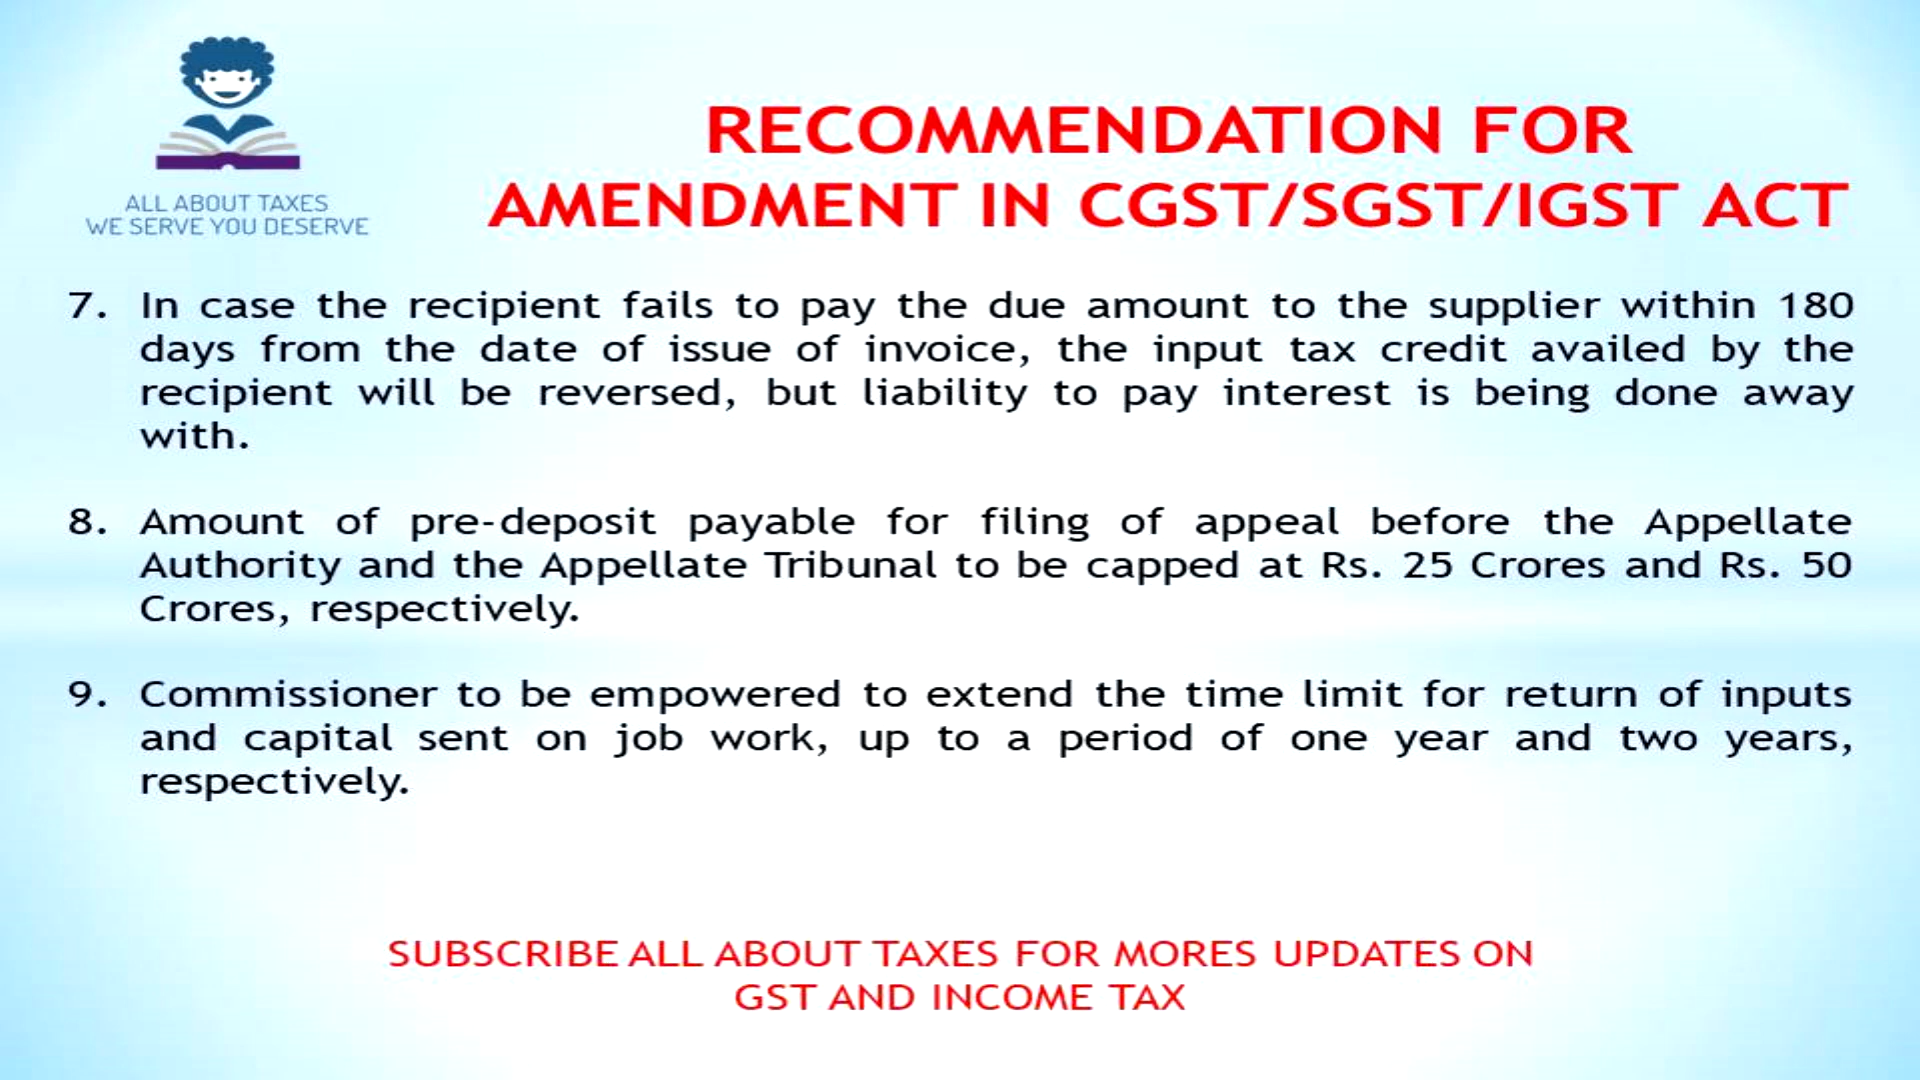 ALL ABOUT TAXES
WE SERVE YOU DESERVE
RECOMMENDATION FOR
AMENDMENT IN CGST/SGST/IGST ACT
7. In case the recipient fails to pay the due amount to the supplier within 180
days from the date of issue of invoice, the input tax credit availed by the
recipient will be reversed, but liability to pay interest is being done away
with.
8. Amount of pre-deposit payable for filing of appeal before the Appellate
Authority and the Appellate Tribunal to be capped at Rs. 25 Crores and Rs. 50
Crores, respectively.
9. Commissioner to be empowered to extend the time limit for return of inputs
and capital sent on job work, up to a period of one year and two years,
respectively.
SUBSCRIBE ALL ABOUT TAXES FOR MORES UPDATES ON
GST AND INCOME TAX